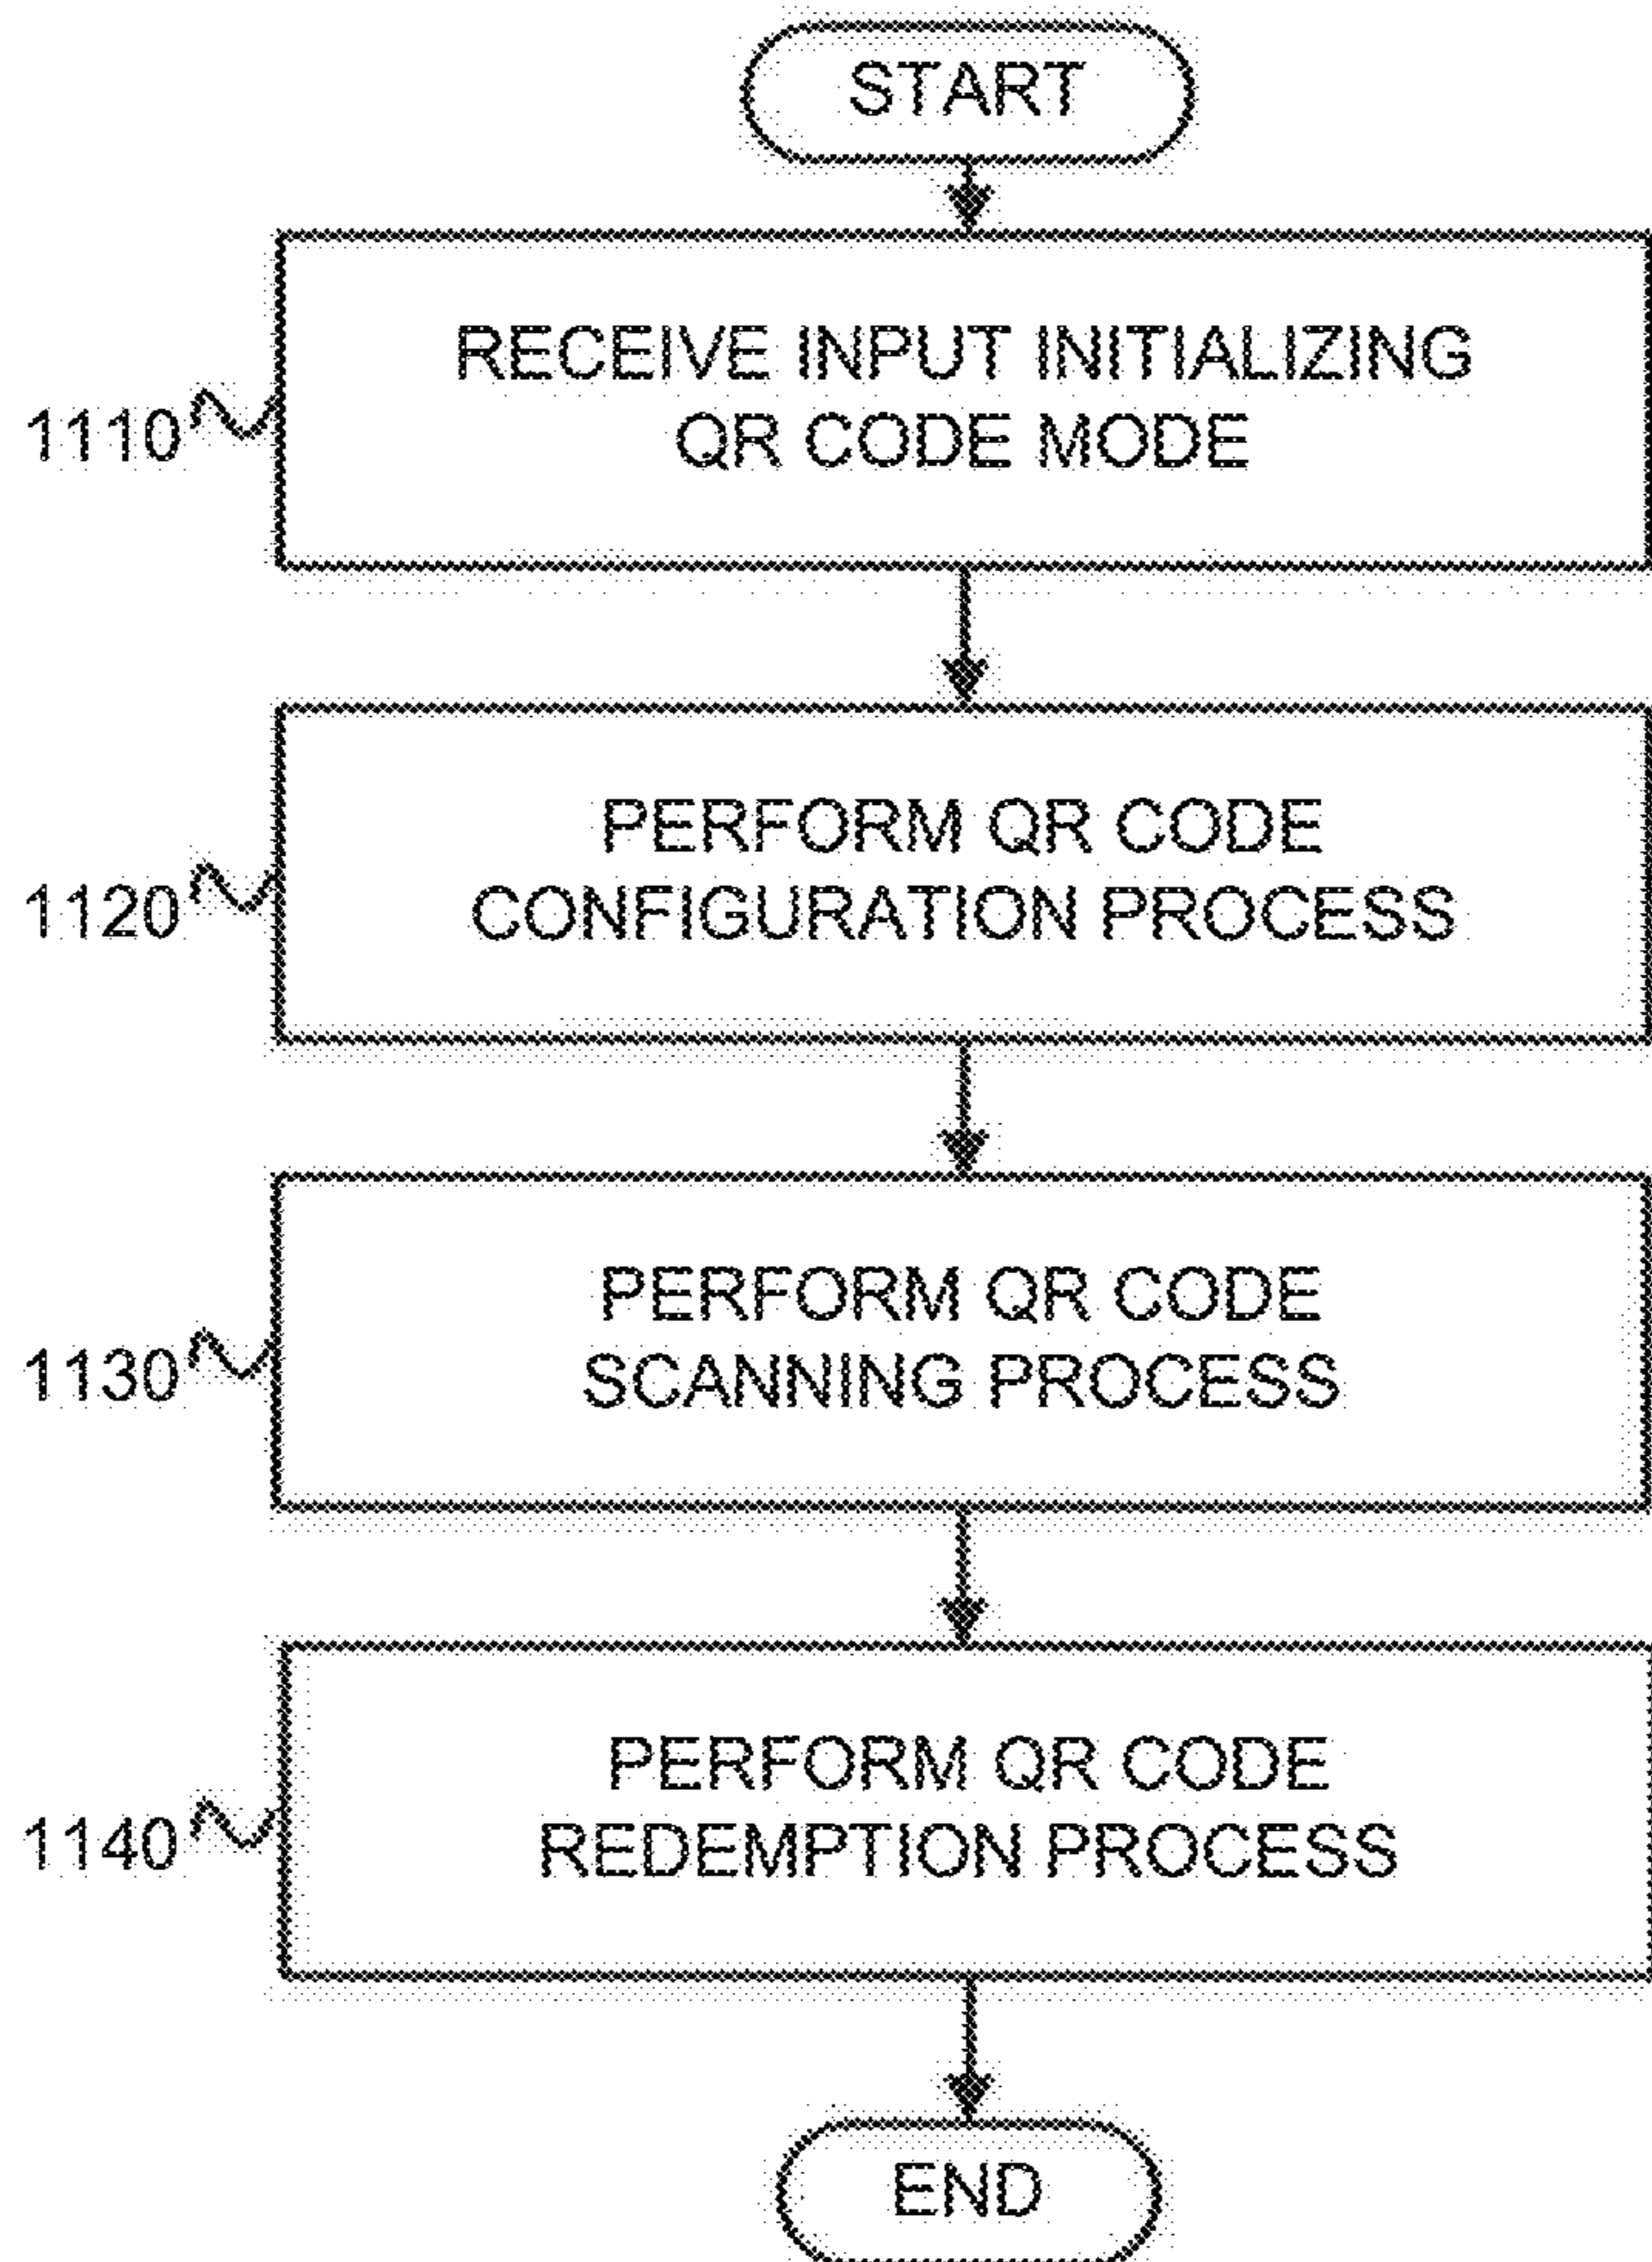 START
RECEIVE INPUT INITIALIZING
QR CODE MODE
1110
PERFORM QR CODE
CONFIGURATION PROCESS
1120
PERFORM QR CODE
SCANNING PROCESS
1130
PERFORM QR CODE
REDEMPTION PROCESS
1140
END